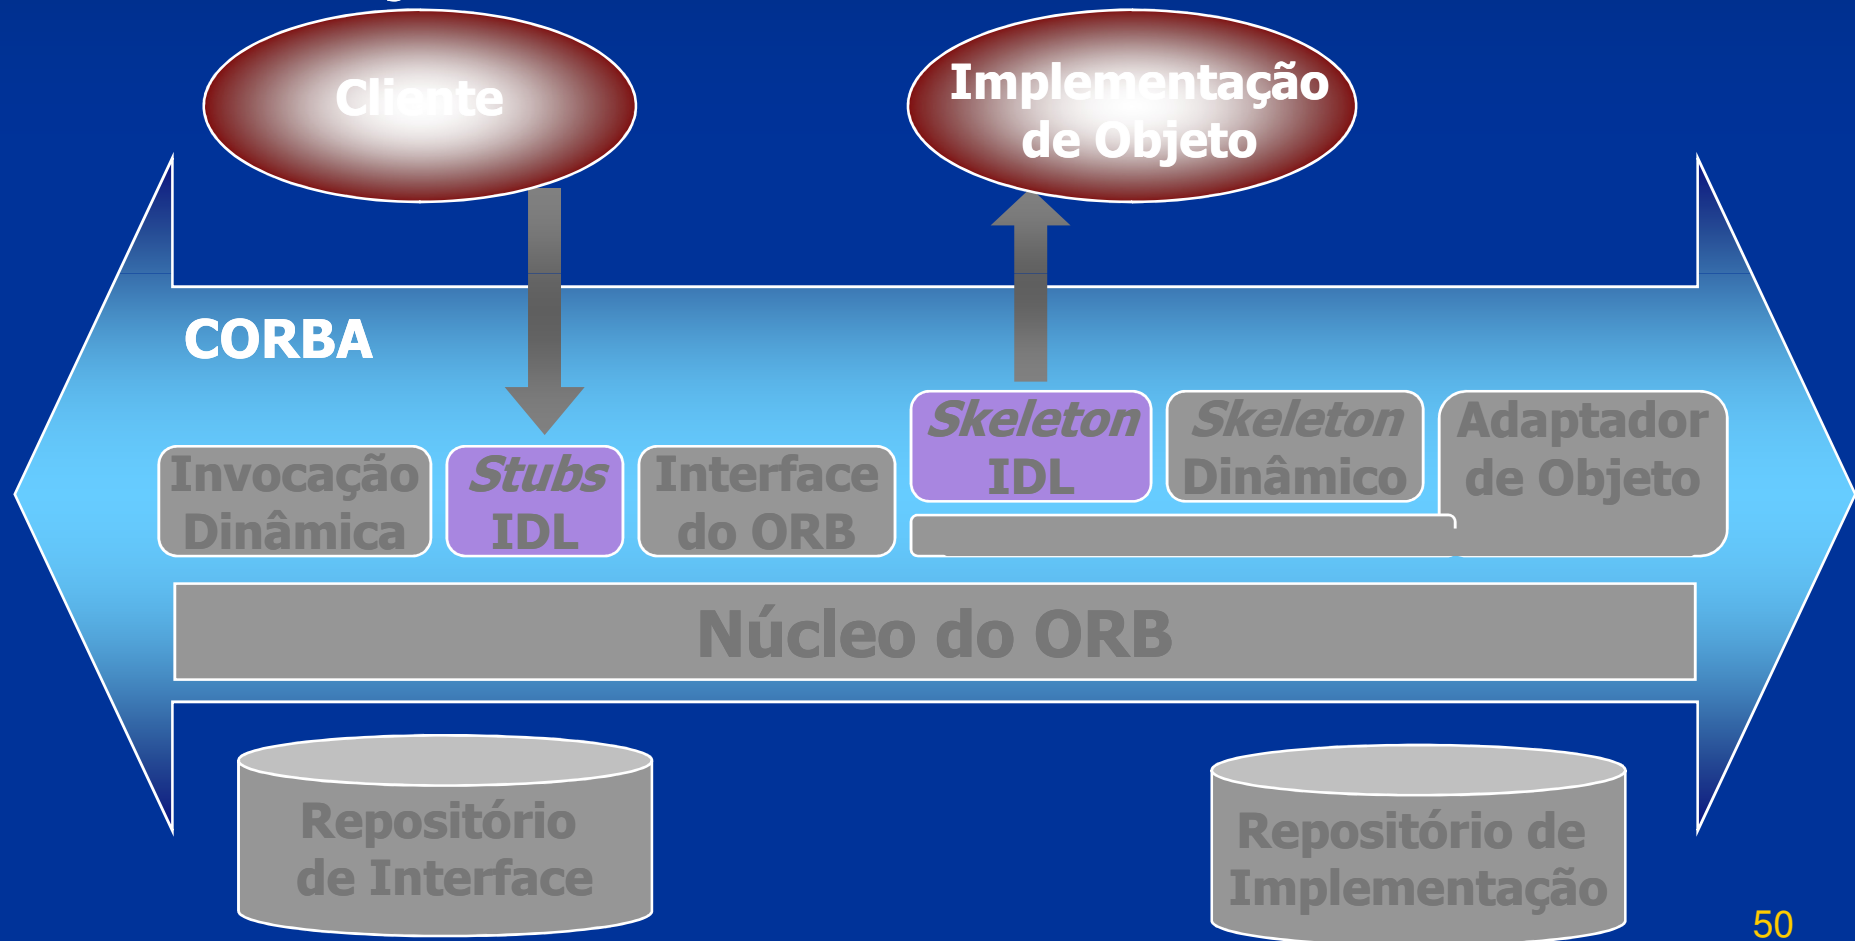 Cliente
Implementação
de Objeto
CORBA
Invocação
Dinâmica
Stubs
IDL
Interface
do ORB
Skeleton
IDL
Skeleton
Dinâmico
Adaptador
de Objeto
Núcleo do ORB
Repositório
de Interface
Repositório de
Implementação
50